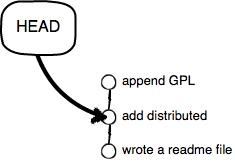 HEAD
append GPL
add distributed
wrote a readme file